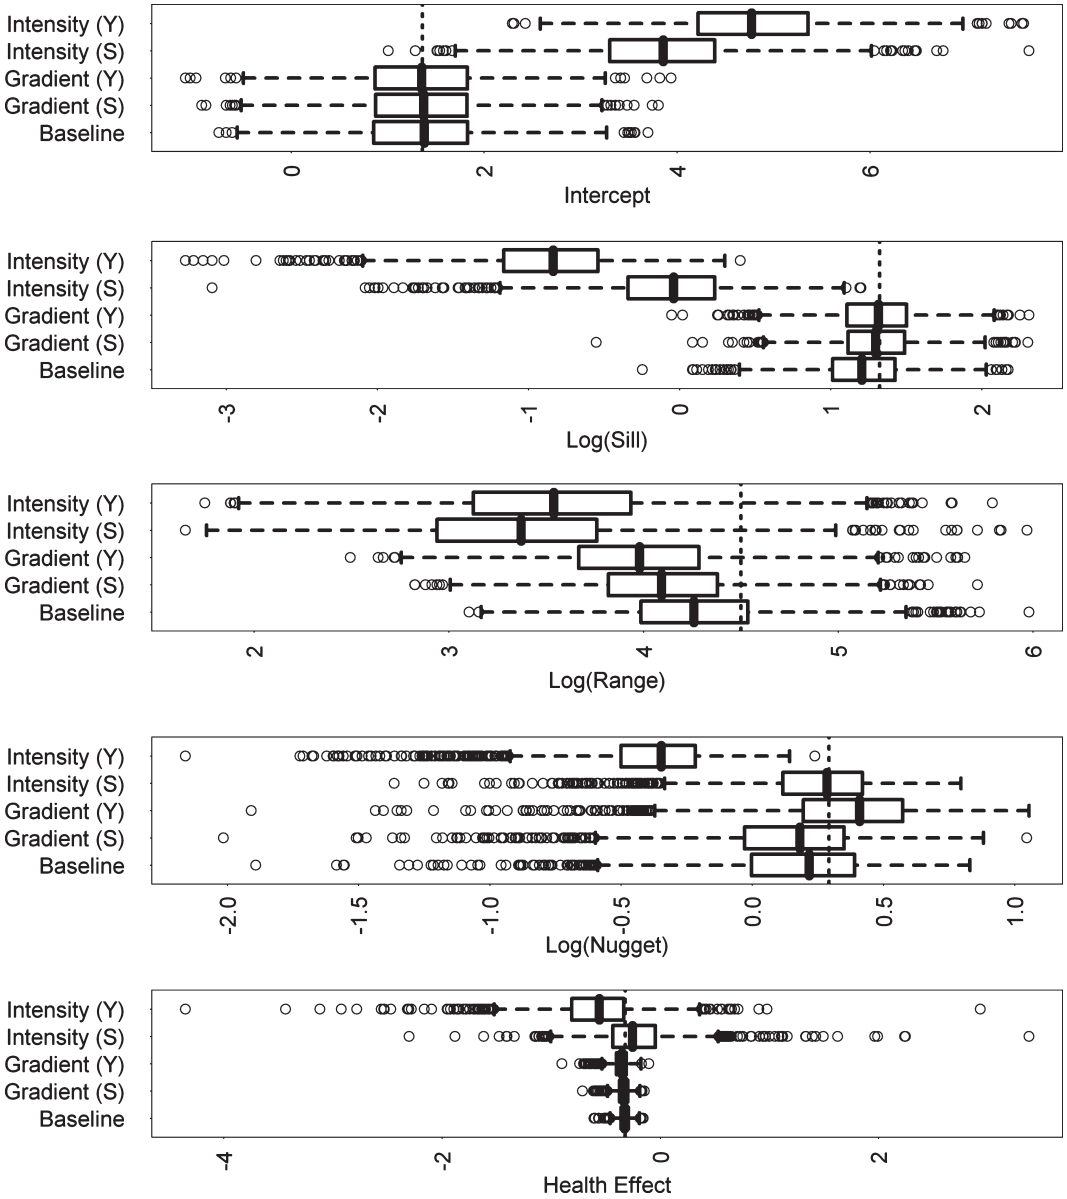 Intensity (Y)
Intensity (S)
Gradient (Y)
Gradient (S)
Baseline
0 2 4 6
Intercept
Intensity (Y)
Intensity (S)
Gradient (Y)
Gradient (S)
Baseline
-3 -2 -1 0 1 2
Log(Sill)
Intensity (Y)
Intensity (S)
Gradient (Y)
Gradient (S)
Baseline
2 3 4 5 6
Log(Range)
Intensity (Y)
Intensity (S)
Gradient (Y)
Gradient (S)
Baseline
-2.0 -1.5 -1.0 -0.5 0.0 0.5 1.0
Log(Nugget)
Intensity (Y)
Intensity (S)
Gradient (Y)
Gradient (S)
Baseline
-4 -2 0 2
Health Effect